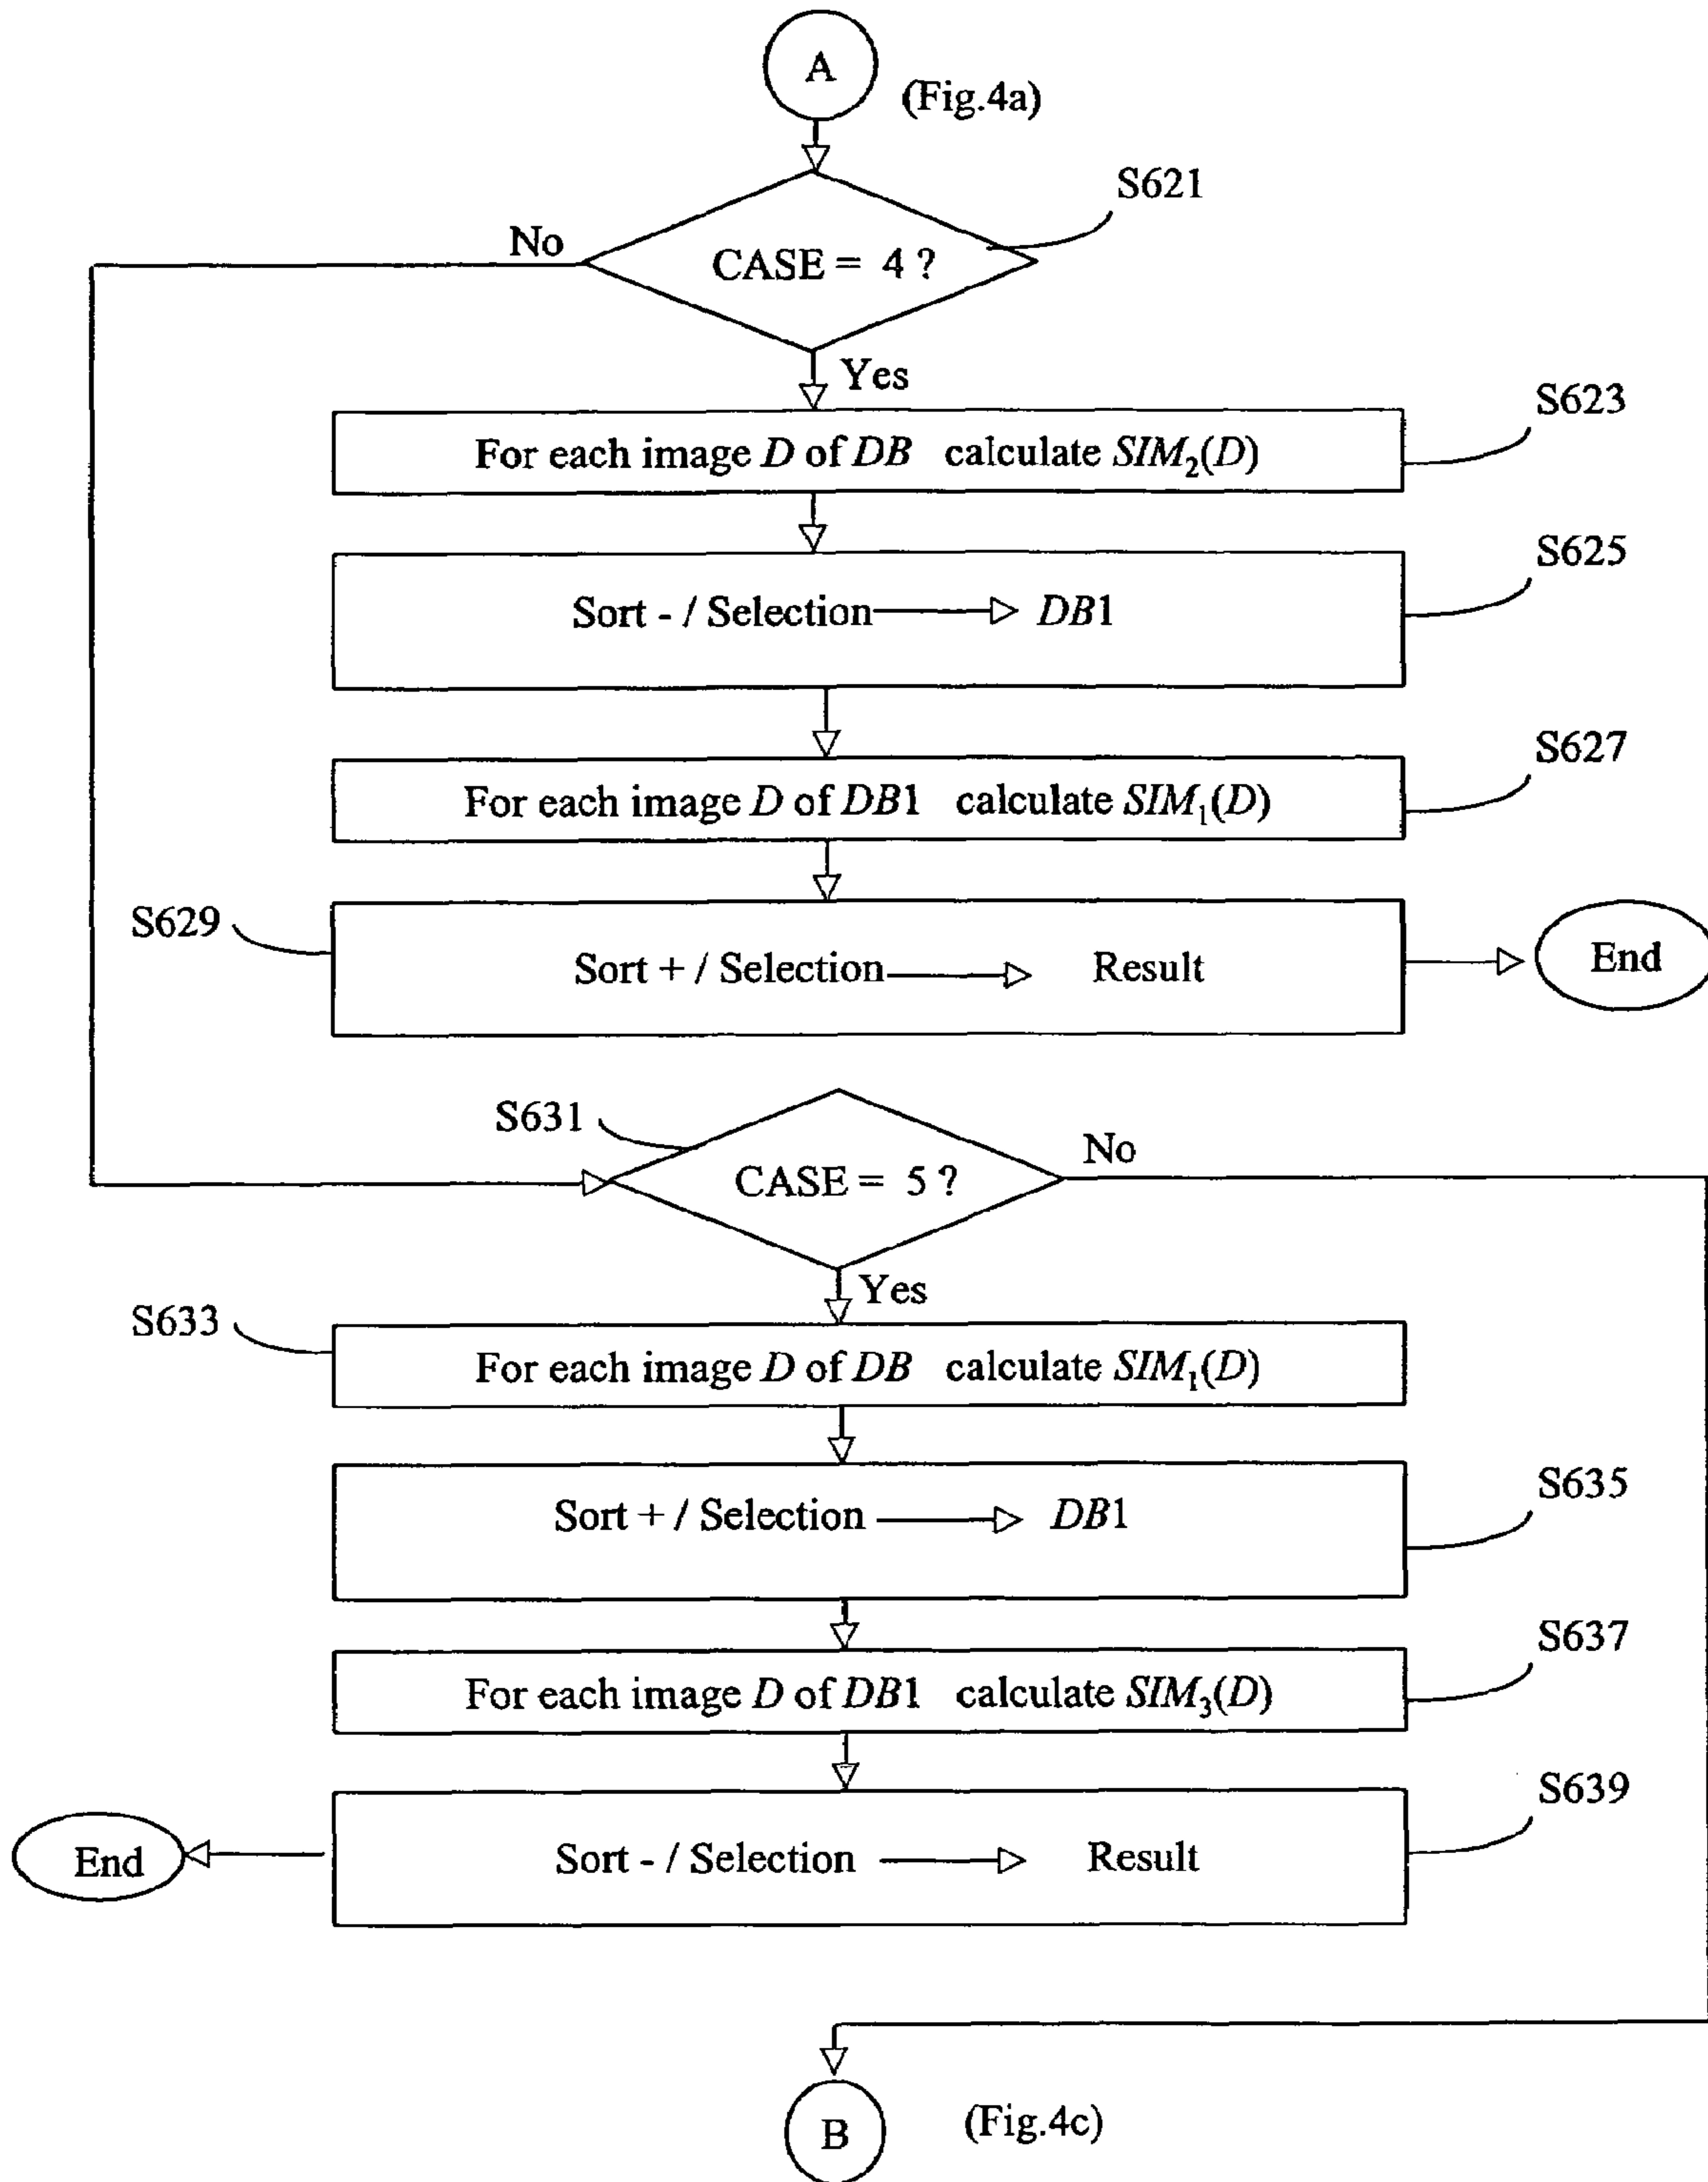 A
(Fig.4a)
S621
No
CASE = 4 ?
Yes
S623
For each image D of DB calculate SIM₂(D)
S625
Sort - / Selection DB1
S627
For each image D of DB1 calculate SIM₁(D)
S629
Sort + / Selection Result
End
S631
No
CASE = 5 ?
Yes
S633
For each image D of DB calculate SIM₁(D)
S635
Sort + / Selection DB1
S637
For each image D of DB1 calculate SIM₃(D)
S639
End
Sort - / Selection Result
B
(Fig.4c)